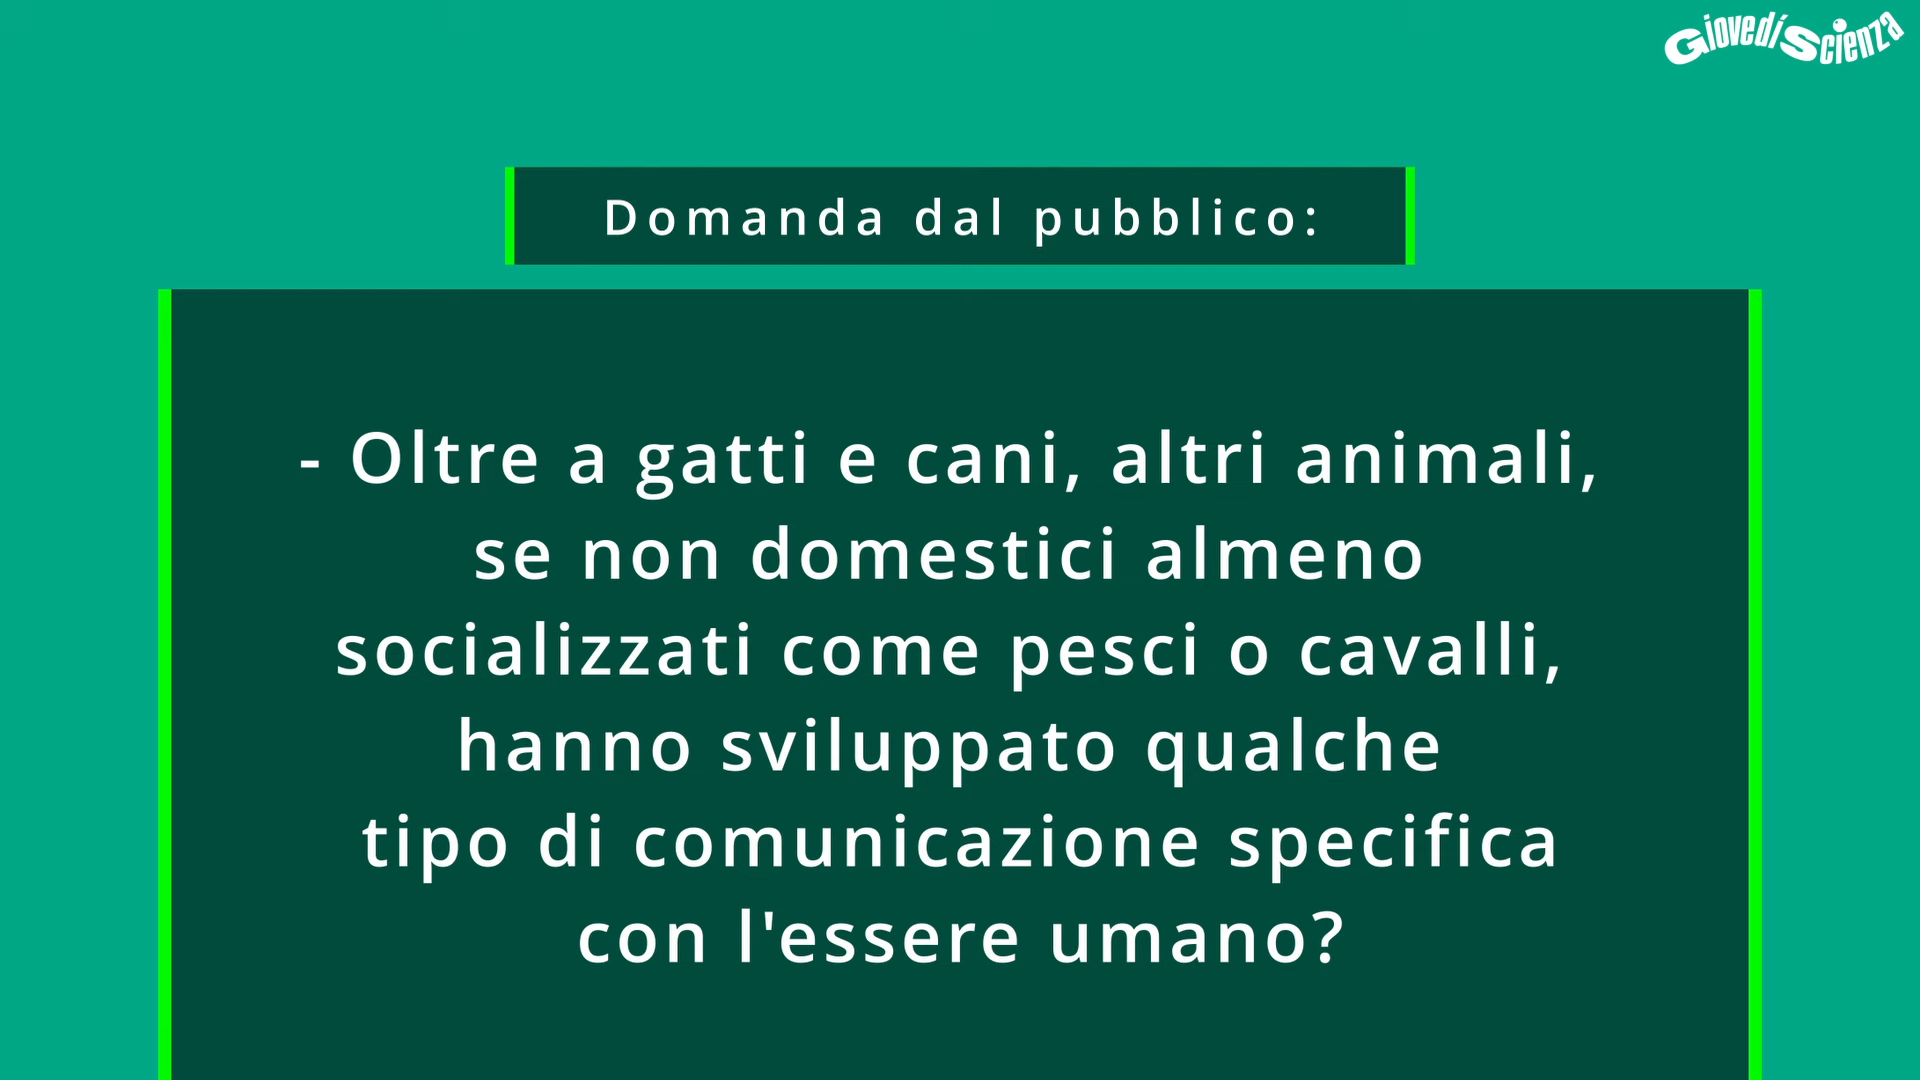 GiovedìScienza
Domanda dal pubblico:
- Oltre a gatti e cani, altri animali,
se non domestici almeno
socializzati come pesci o cavalli,
hanno sviluppato qualche
tipo di comunicazione specifica
con l'essere umano?